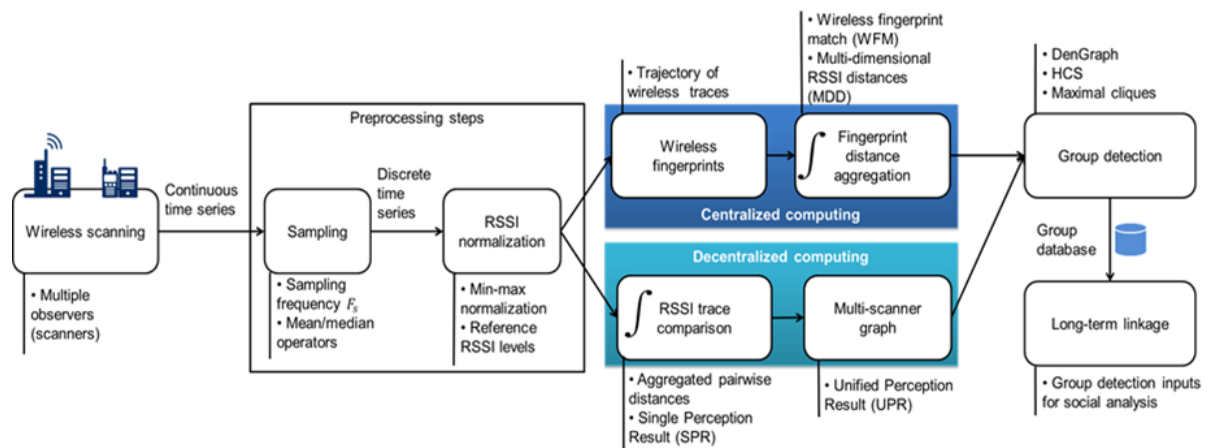 Wireless scanning
• Multiple
observers
(scanners)
Continuous
time series
Preprocessing steps
Sampling
• Sampling
frequency Fₛ
• Mean/median
operators
Discrete
time
series
RSSI
normalization
• Min-max
normalization
• Reference
RSSI levels
• Trajectory of
wireless traces
Wireless
fingerprints
• Wireless fingerprint
match (WFM)
• Multi-dimensional
RSSI distances
(MDD)
∫ Fingerprint
distance
aggregation
Centralized computing
Decentralized computing
∫ RSSI trace
comparison
• Aggregated pairwise
distances
• Single Perception
Result (SPR)
Multi-scanner
graph
• Unified Perception
Result (UPR)
• DenGraph
• HCS
• Maximal cliques
Group detection
Group
database
Long-term linkage
• Group detection inputs
for social analysis